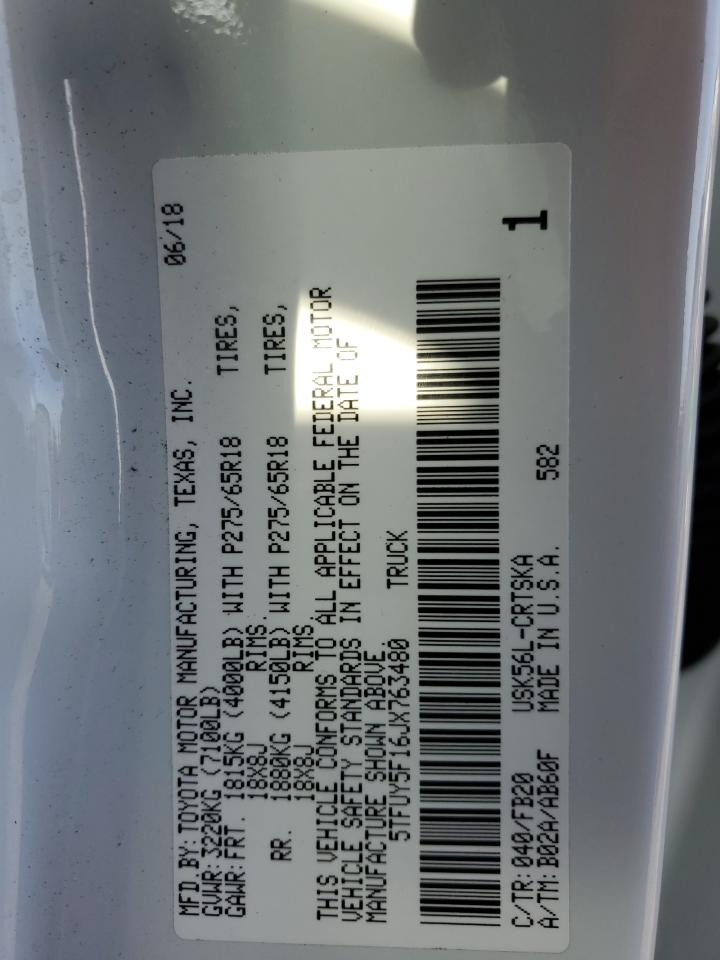 MFD.BY:TOYOTA MOTOR MANUFACTURING, TEXAS, INC. 06/18
GVWR:3220KG (7100LB)
GAWR:FRT. 1815KG (4000LB) WITH P275/65R18 TIRES,
18X8J RIMS.
RR. 1880KG (4150LB) WITH P275/65R18 TIRES,
18X8J RIMS.
THIS VEHICLE CONFORMS TO ALL APPLICABLE FEDERAL MOTOR
VEHICLE SAFETY STANDARDS IN EFFECT ON THE DATE OF
MANUFACTURE SHOWN ABOVE
5TFUY5F16JX763480 TRUCK
C/TR:040/FB20 USK56L-CRTSKA 1
A/TM:B02A/AB60F MADE IN U.S.A. 582